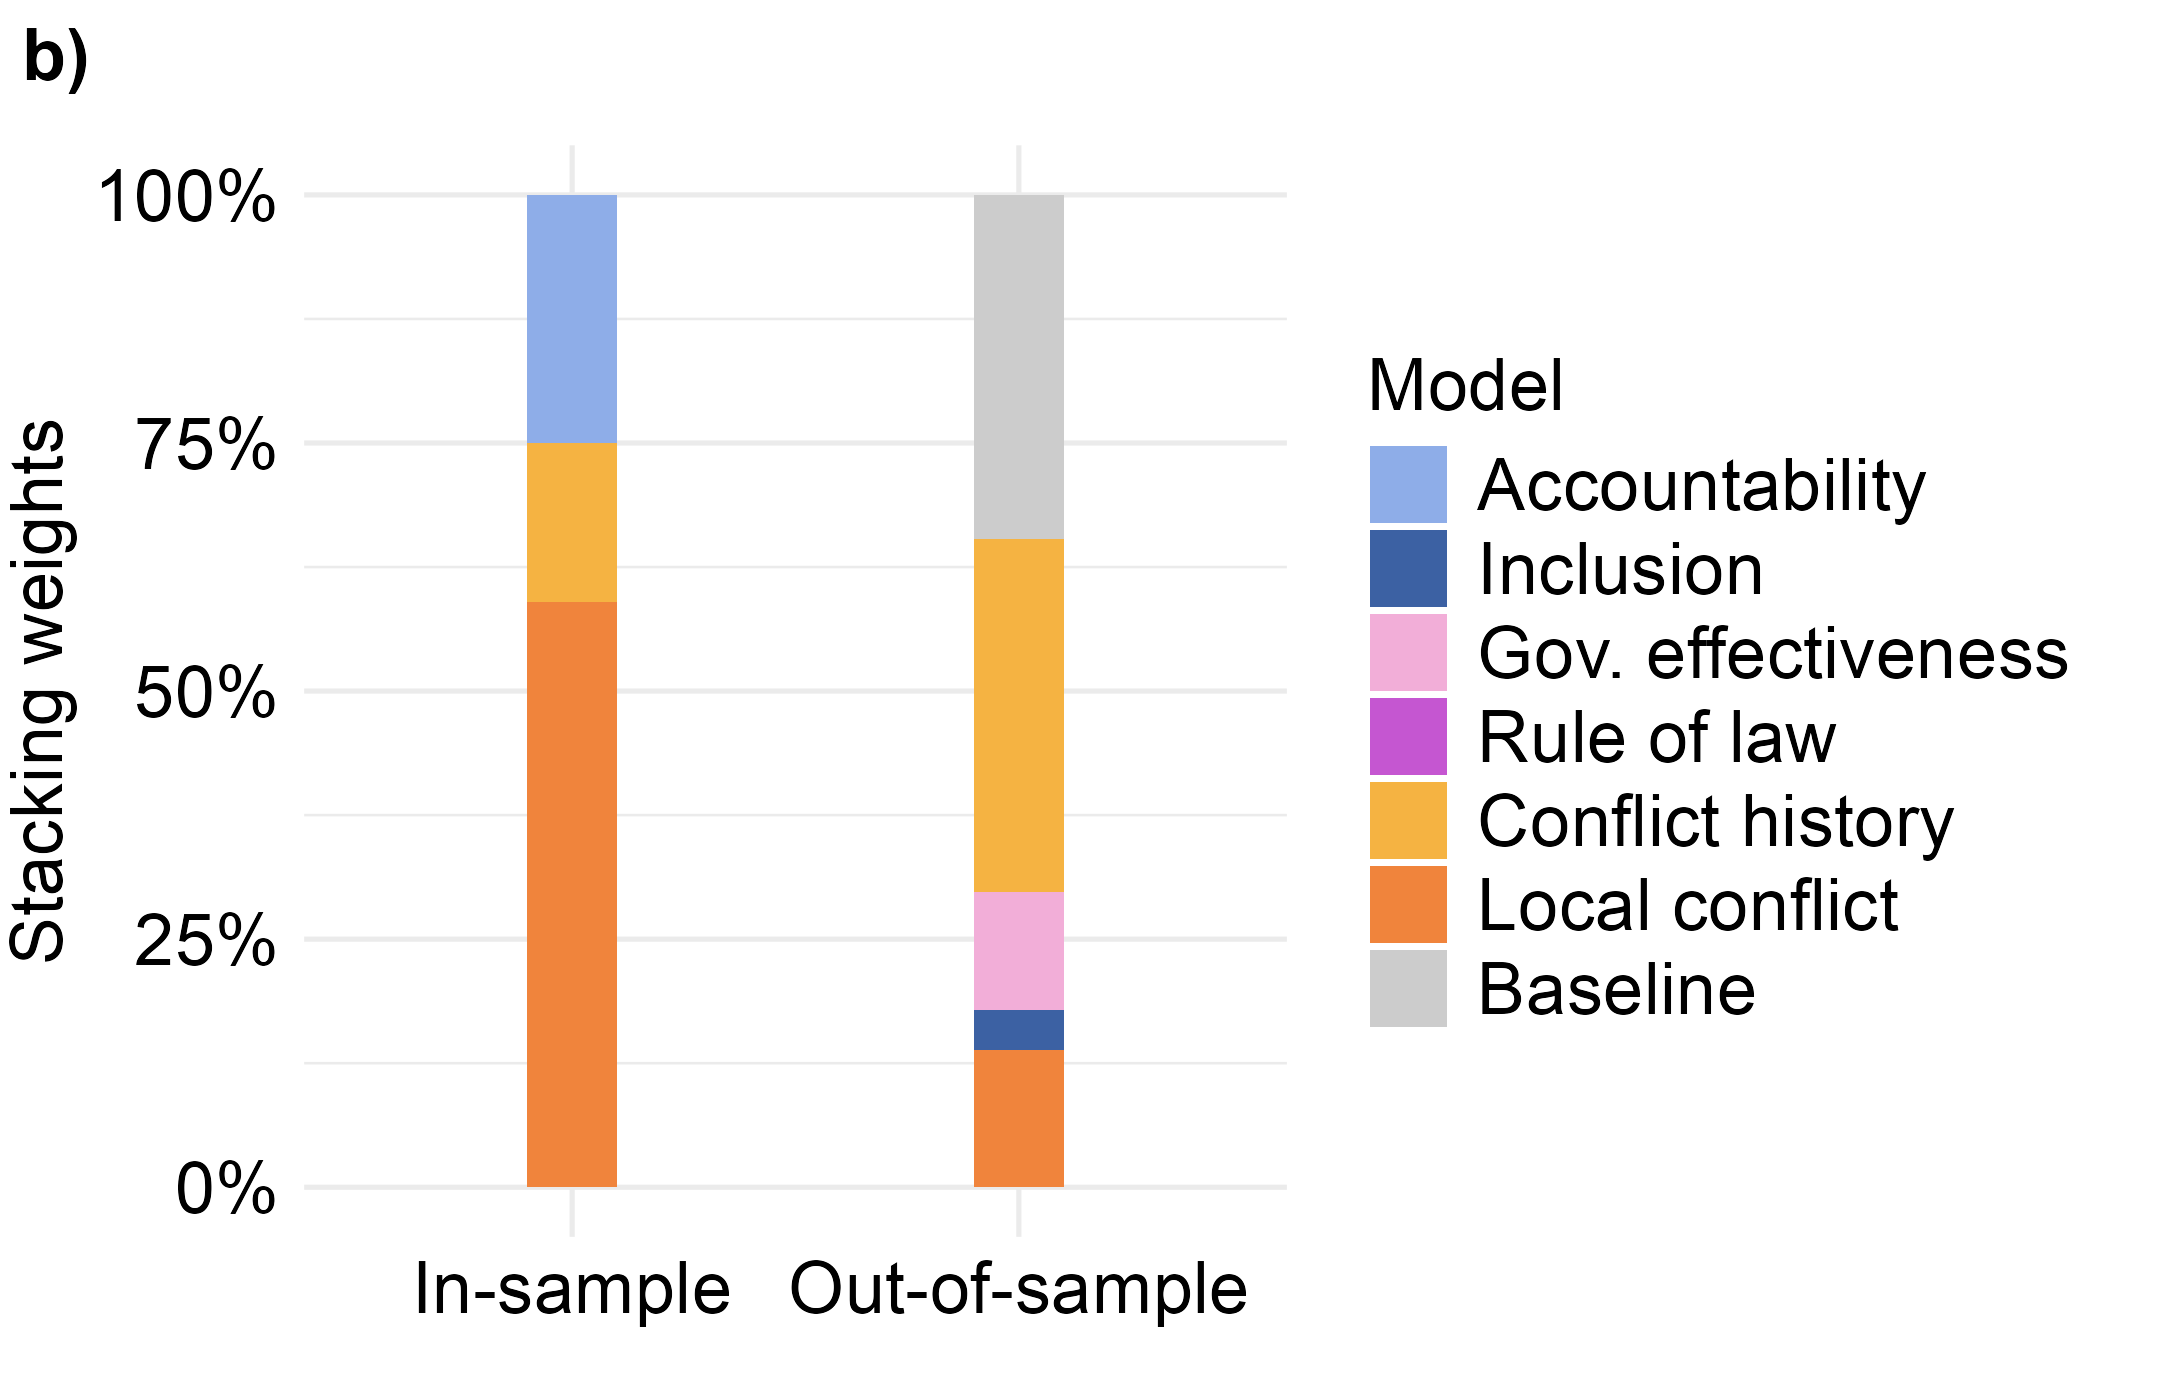 b)
Stacking weights
100%
75%
50%
25%
0%
In-sample
Out-of-sample
Model
Accountability
Inclusion
Gov. effectiveness
Rule of law
Conflict history
Local conflict
Baseline